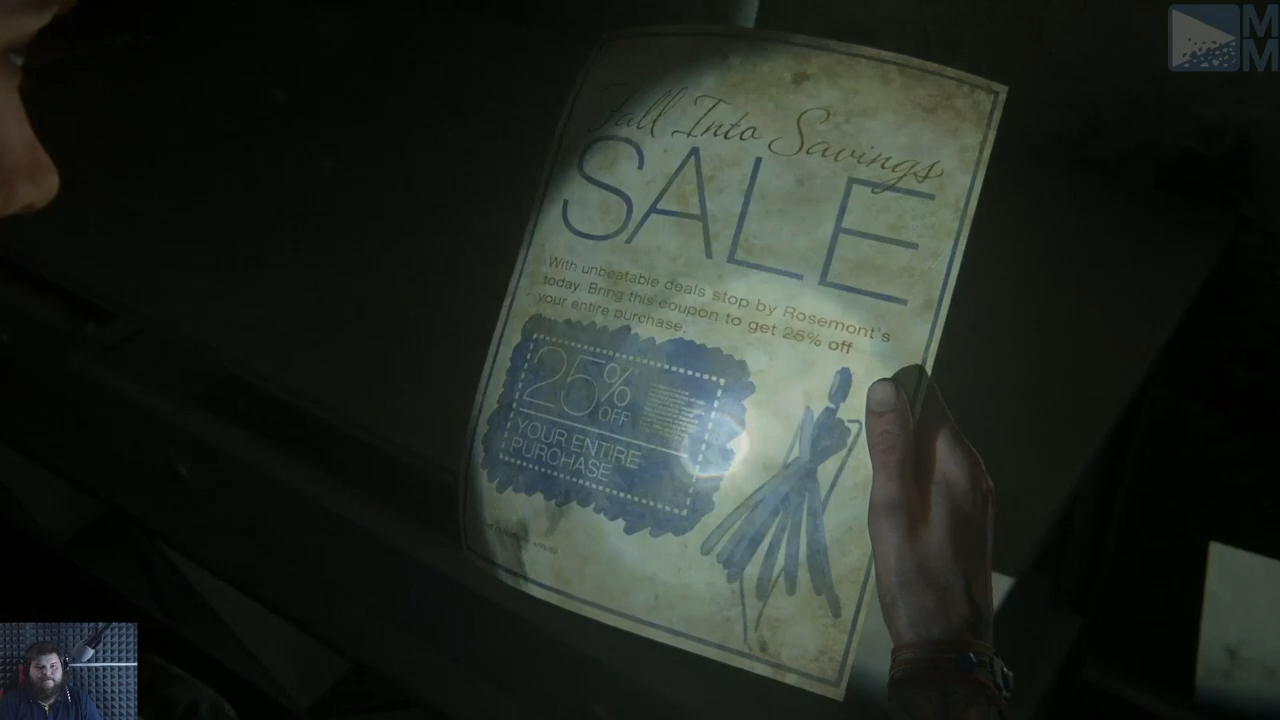 Fall Into Savings
SALE
With unbeatable deals stop by Rosemont's
today. Bring this coupon to get 25% off
your entire purchase.
25%
OFF
YOUR ENTIRE
PURCHASE
M
M